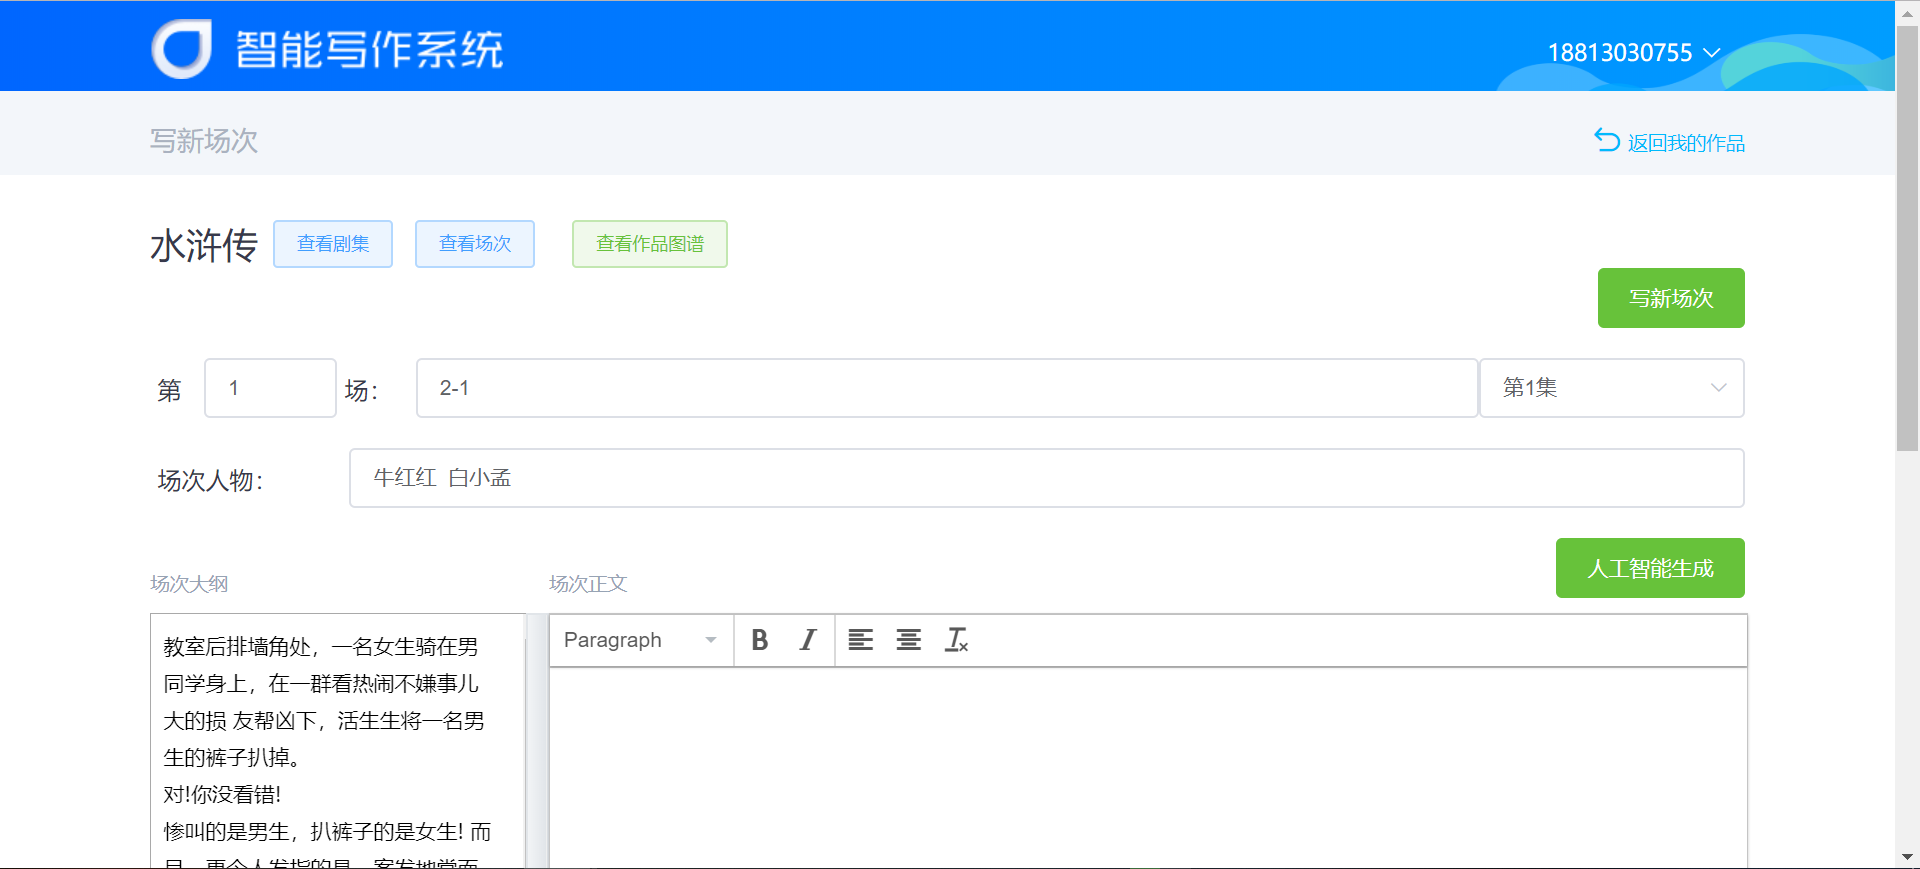 智能写作系统
18813030755
写新场次
返回我的作品
水浒传
查看剧集
查看场次
查看作品图谱
写新场次
第 1 场： 2-1 第1集
场次人物： 牛红红 白小孟
人工智能生成
场次大纲
场次正文
Paragraph
教室后排墙角处，一名女生骑在男
同学身上，在一群看热闹不嫌事儿
大的损 友帮凶下，活生生将一名男
生的裤子扒掉。
对!你没看错!
惨叫的是男生，扒裤子的是女生! 而